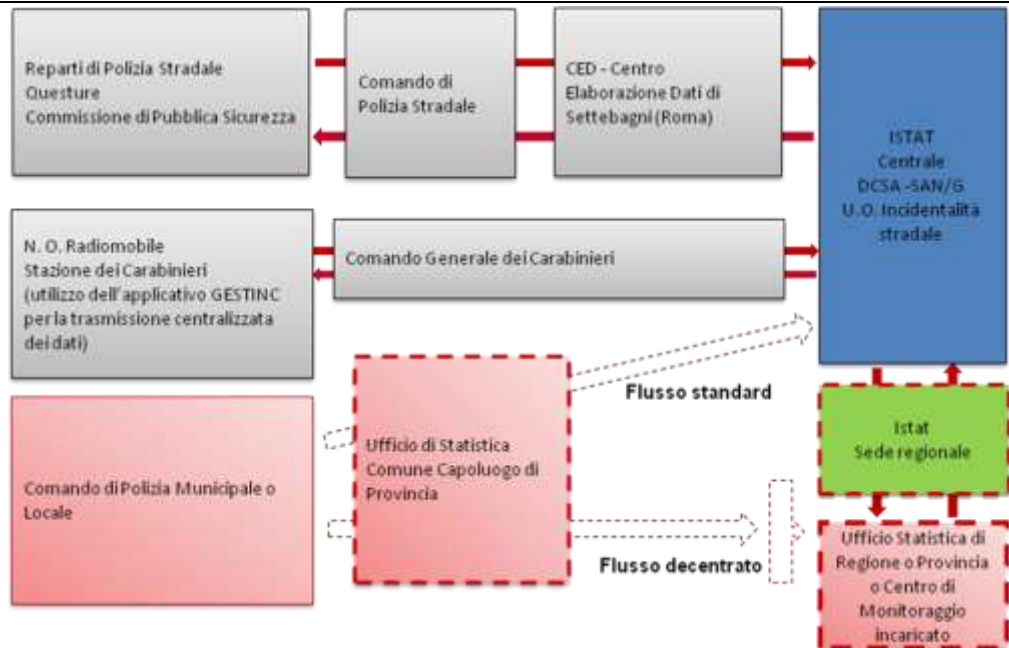 Reparti di Polizia Stradale
Questure
Commissione di Pubblica Sicurezza
Comando di
Polizia Stradale
CED - Centro
Elaborazione Dati di
Settebagni (Roma)
ISTAT
Centrale
DCSA -SAN/G
U.O. Incidentalità
stradale
N. O. Radiomobile
Stazione dei Carabinieri
(utilizzo dell'applicativo GESTINC
per la trasmissione centralizzata
dei dati)
Comando Generale dei Carabinieri
Flusso standard
Comando di Polizia Municipale o
Locale
Ufficio di Statistica
Comune Capoluogo di
Provincia
Istat
Sede regionale
Flusso decentrato
Ufficio Statistica di
Regione o Provincia
o Centro di
Monitoraggio
incaricato